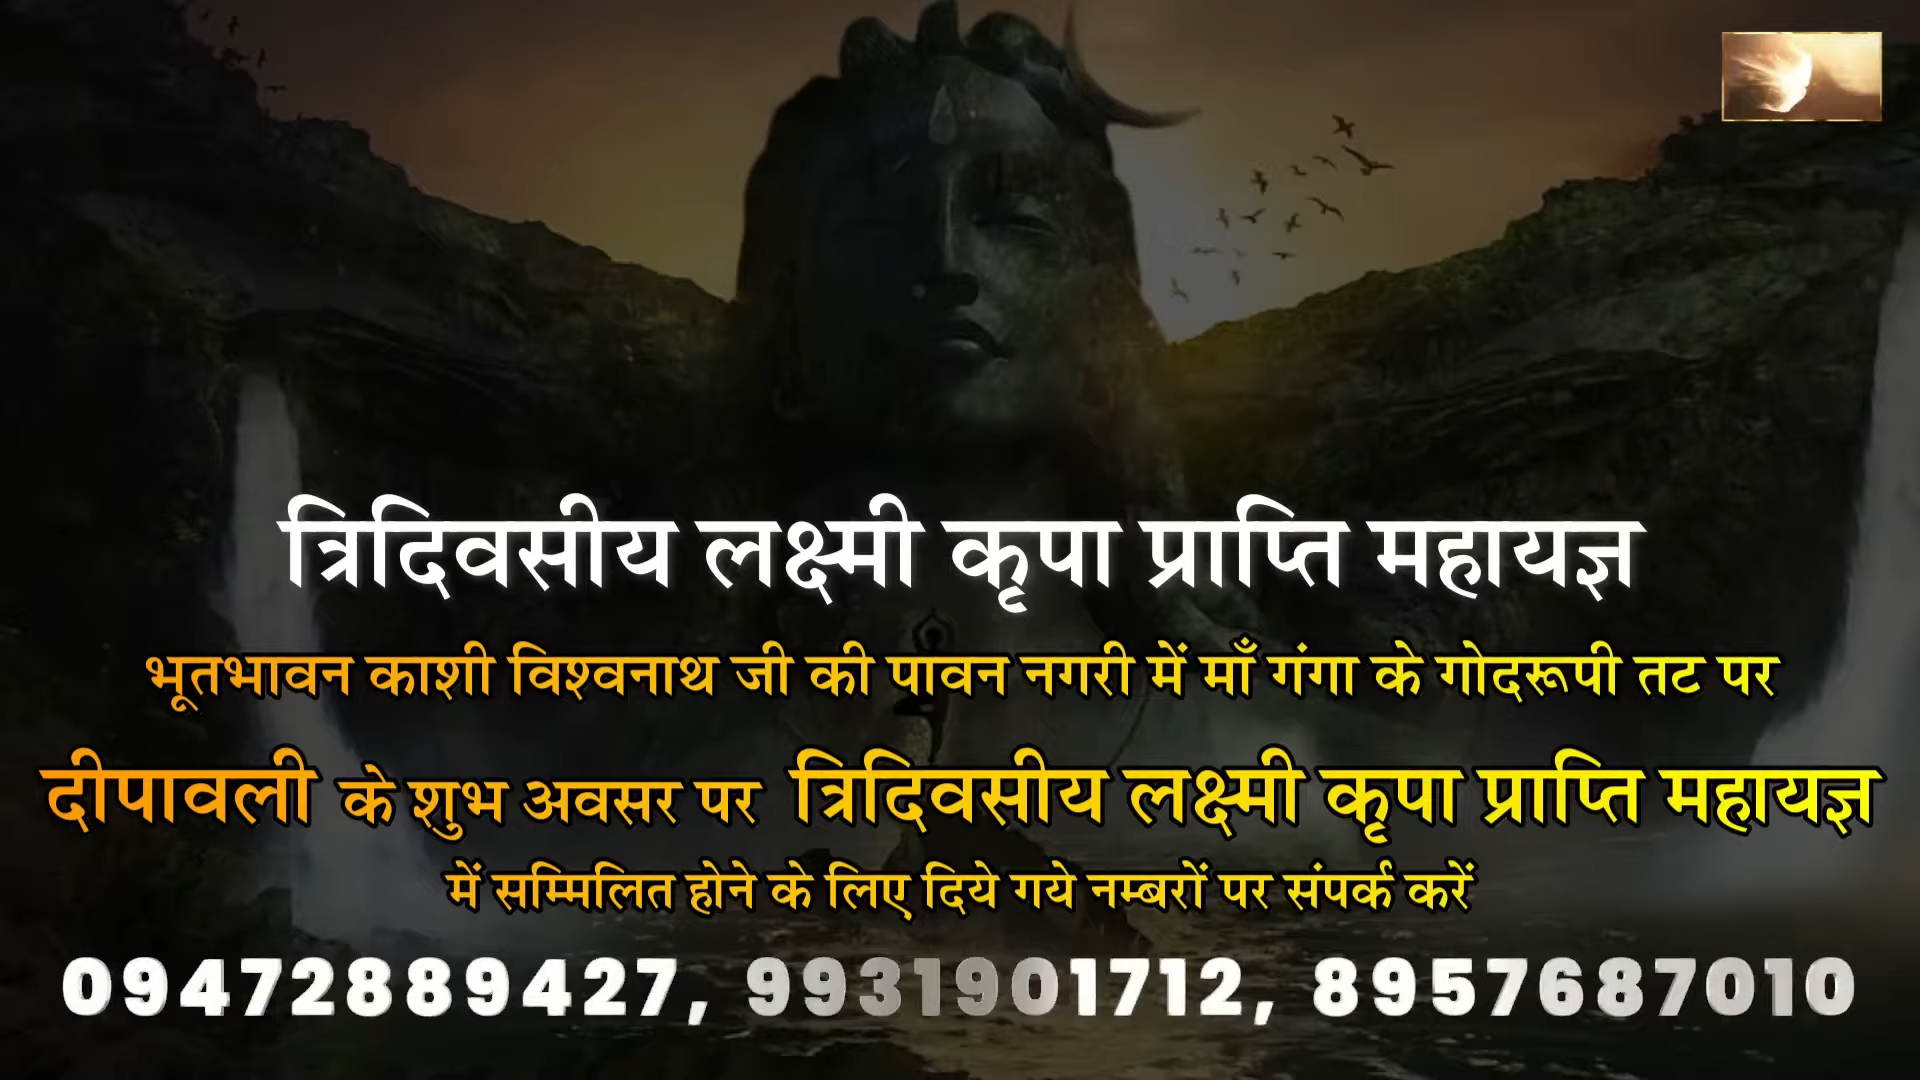 त्रिदिवसीय लक्ष्मी कृपा प्राप्ति महायज्ञ
भूतभावन काशी विश्वनाथ जी की पावन नगरी में माँ गंगा के गोदरूपी तट पर
दीपावली के शुभ अवसर पर त्रिदिवसीय लक्ष्मी कृपा प्राप्ति महायज्ञ
में सम्मिलित होने के लिए दिये गये नम्बरों पर संपर्क करें
09472889427, 9931901712, 8957687010